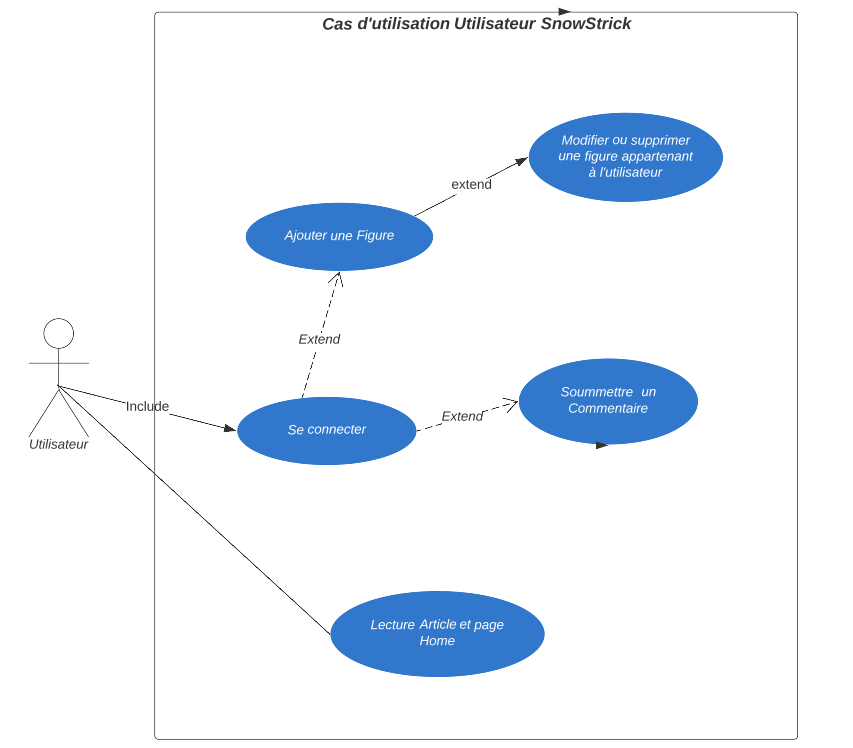 Cas d'utilisation Utilisateur SnowStrick
Modifier ou supprimer
une figure appartenant
à l'utilisateur
extend
Ajouter une Figure
Extend
Soummettre un
Commentaire
Include
Extend
Se connecter
Utilisateur
Lecture Article et page
Home